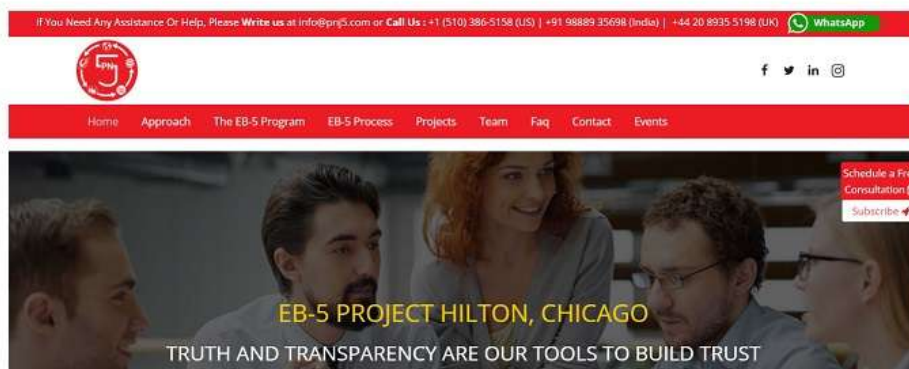 If You Need Any Assistance Or Help, Please Write us at info@pnj5.com or Call Us : +1 (510) 386-5158 (US) | +91 98889 35698 (India) | +44 20 8935 5198 (UK) WhatsApp
PNJ
Home Approach The EB-5 Program EB-5 Process Projects Team Faq Contact Events
Schedule a
Consultation
Subscribe
EB-5 PROJECT HILTON, CHICAGO
TRUTH AND TRANSPARENCY ARE OUR TOOLS TO BUILD TRUST